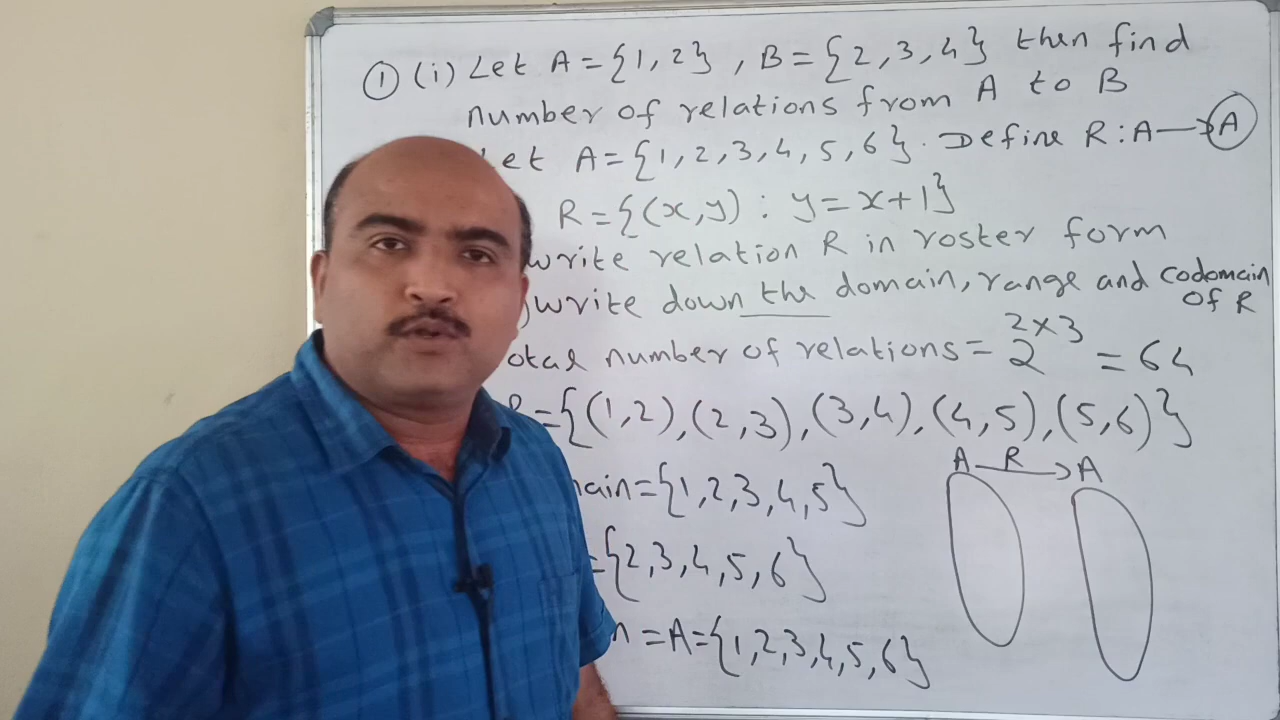 ① (i) Let A = {1, 2} , B = {2, 3, 4} then find
number of relations from A to B
Let A = {1, 2, 3, 4, 5, 6} . Define R : A → A
R = {(x, y) : y = x + 1}
write relation R in roster form
) write down the domain, range and codomain
of R
otal number of relations = 2^{2×3} = 64
R = {(1, 2), (2, 3), (3, 4), (4, 5), (5, 6)}
A R → A
main = {1, 2, 3, 4, 5}
= {2, 3, 4, 5, 6}
n = A = {1, 2, 3, 4, 5, 6}